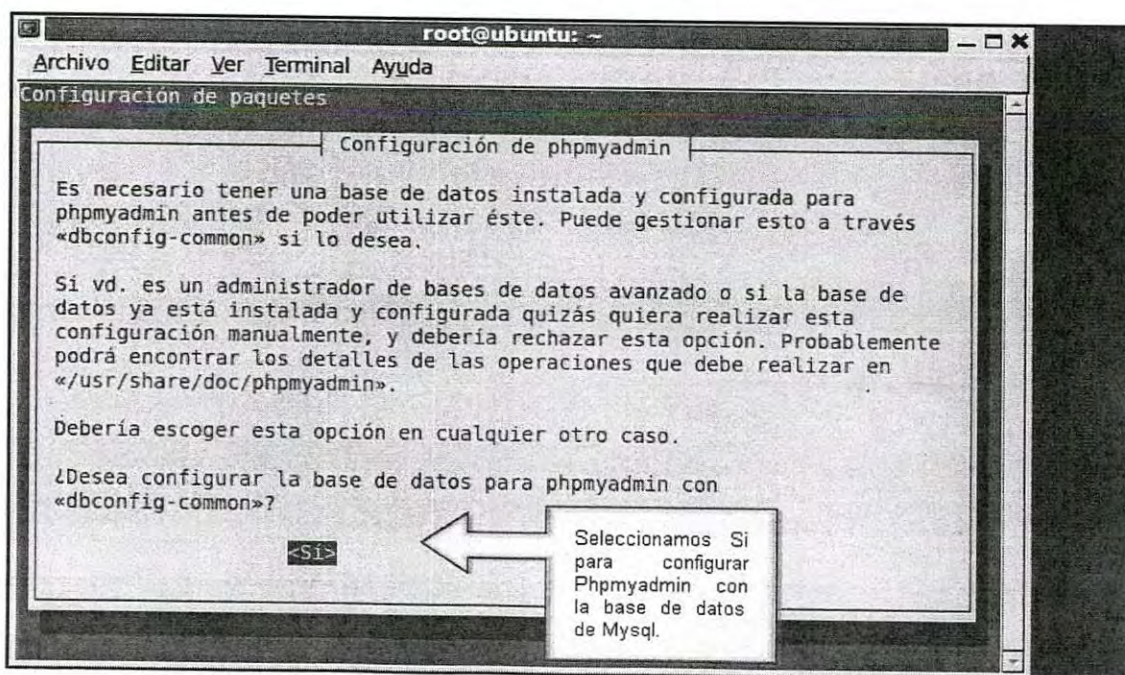 root@ubuntu: ~
Archivo Editar Ver Terminal Ayuda
Configuración de paquetes
Configuración de phpmyadmin
Es necesario tener una base de datos instalada y configurada para
phpmyadmin antes de poder utilizar éste. Puede gestionar esto a través
«dbconfig-common» si lo desea.
Si vd. es un administrador de bases de datos avanzado o si la base de
datos ya está instalada y configurada quizás quiera realizar esta
configuración manualmente, y debería rechazar esta opción. Probablemente
podrá encontrar los detalles de las operaciones que debe realizar en
«/usr/share/doc/phpmyadmin».
Debería escoger esta opción en cualquier otro caso.
¿Desea configurar la base de datos para phpmyadmin con
«dbconfig-common»?
<Sí>
Seleccionamos Si
para configurar
Phpmyadmin con
la base de datos
de Mysql.